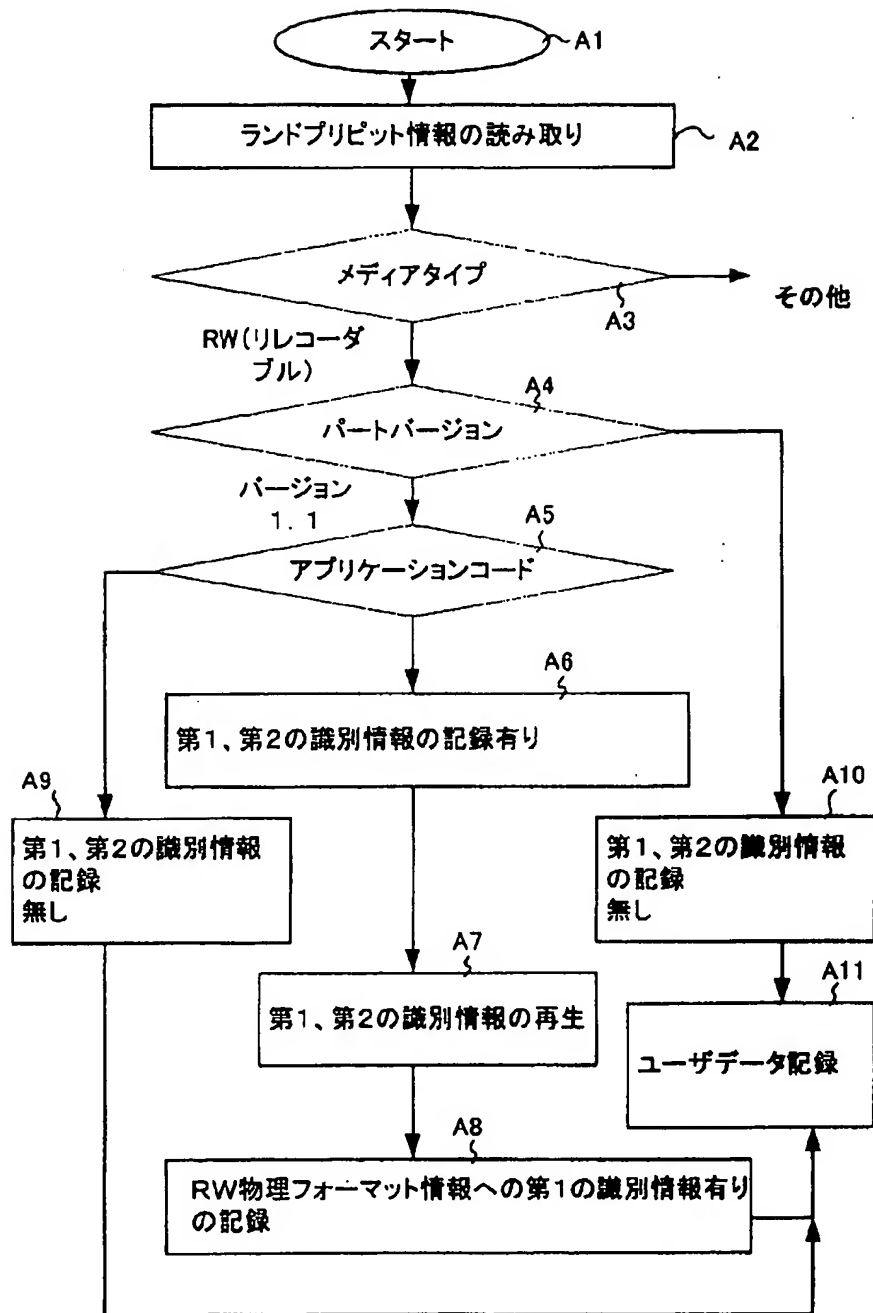 スタート
A1
ランドプリピット情報の読み取り
A2
メディアタイプ
A3
その他
RW(リレコーダ
ブル)
A4
パートバージョン
バージョン
1.1
A5
アプリケーションコード
A6
第1、第2の識別情報の記録有り
A9
第1、第2の識別情報
の記録
無し
A10
第1、第2の識別情報
の記録
無し
A7
第1、第2の識別情報の再生
A11
ユーザデータ記録
A8
RW物理フォーマット情報への第1の識別情報有り
の記録